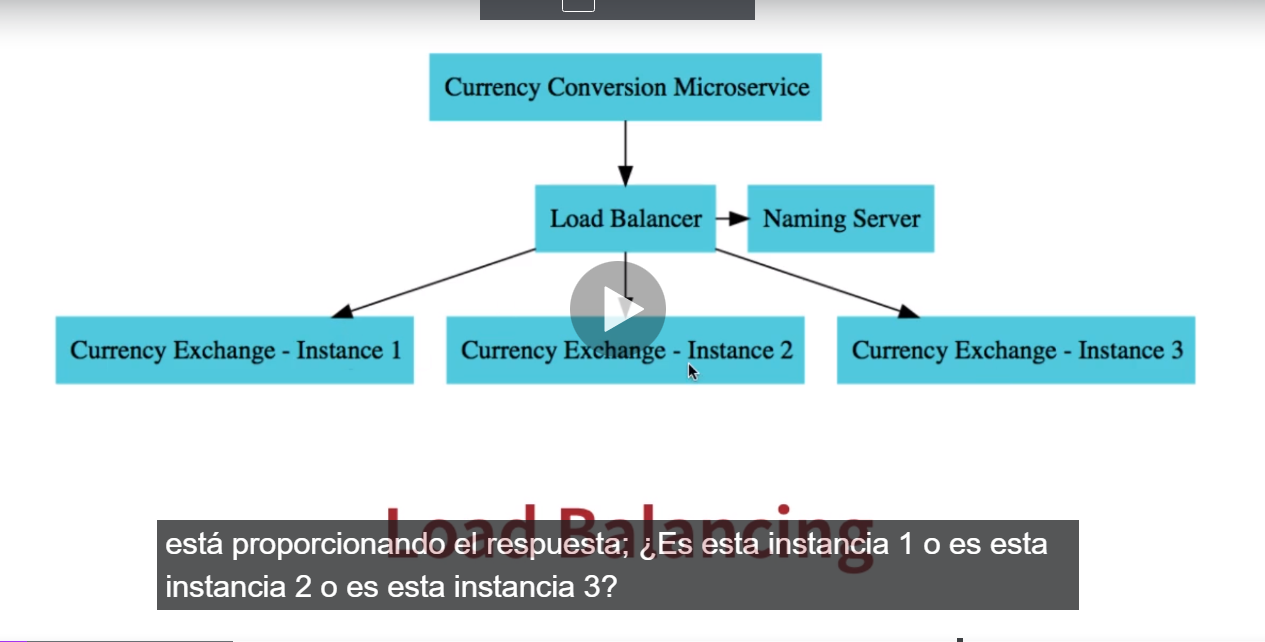 Currency Conversion Microservice
Load Balancer
Naming Server
Currency Exchange - Instance 1
Currency Exchange - Instance 2
Currency Exchange - Instance 3
Load Balancing
está proporcionando el respuesta; ¿Es esta instancia 1 o es esta
instancia 2 o es esta instancia 3?